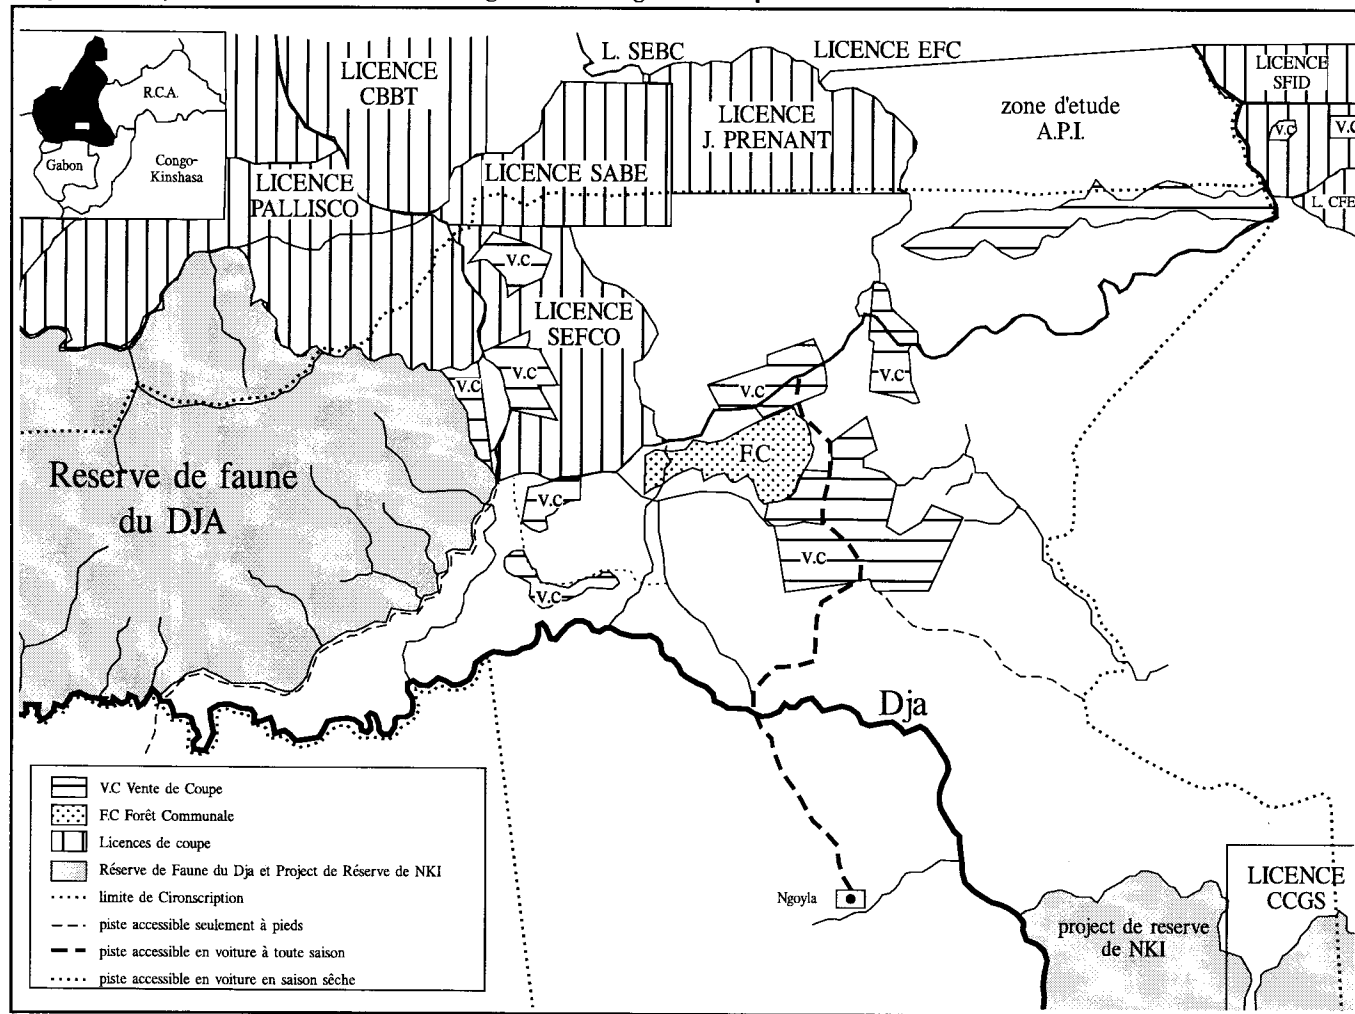 R.C.A.
Gabon
Congo-
Kinshasa
LICENCE
CBBT
L. SEBC
LICENCE EFC
LICENCE
J. PRENANT
zone d'etude
A.P.I.
LICENCE
SFID
V.C
V.C
LICENCE SABE
LICENCE
PALLISCO
L. CFE
V.C
LICENCE
SEFCO
V.C
V.C
V.C
V.C
V.C
F.C
Reserve de faune
du DJA
V.C
V.C
V.C
Dja
V.C Vente de Coupe
F.C Forêt Communale
Licences de coupe
Réserve de Faune du Dja et Project de Réserve de NKI
limite de Cironscription
piste accessible seulement à pieds
piste accessible en voiture à toute saison
piste accessible en voiture en saison sêche
Ngoyla
LICENCE
CCGS
project de reserve
de NKI